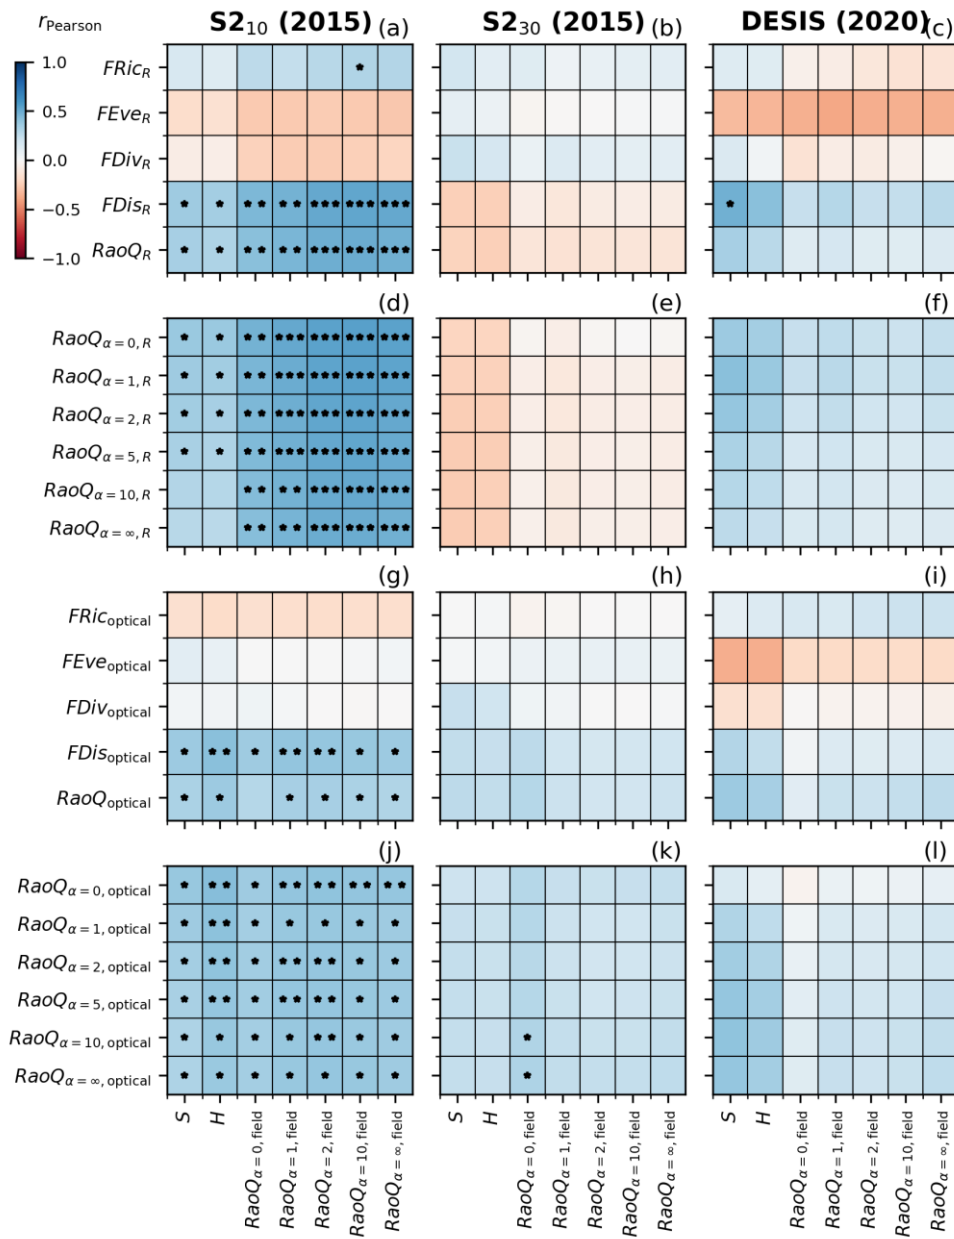 r_Pearson
S2_10 (2015)
S2_30 (2015)
DESIS (2020)
(a)
(b)
(c)
1.0
0.5
0.0
−0.5
−1.0
FRic_R
FEve_R
FDiv_R
FDis_R
RaoQ_R
(d)
(e)
(f)
RaoQ_α=0,R
RaoQ_α=1,R
RaoQ_α=2,R
RaoQ_α=5,R
RaoQ_α=10,R
RaoQ_α=∞,R
(g)
(h)
(i)
FRic_optical
FEve_optical
FDiv_optical
FDis_optical
RaoQ_optical
(j)
(k)
(l)
RaoQ_α=0,optical
RaoQ_α=1,optical
RaoQ_α=2,optical
RaoQ_α=5,optical
RaoQ_α=10,optical
RaoQ_α=∞,optical
S
H
RaoQ_α=0,field
RaoQ_α=1,field
RaoQ_α=2,field
RaoQ_α=10,field
RaoQ_α=∞,field
S
H
RaoQ_α=0,field
RaoQ_α=1,field
RaoQ_α=2,field
RaoQ_α=10,field
RaoQ_α=∞,field
S
H
RaoQ_α=0,field
RaoQ_α=1,field
RaoQ_α=2,field
RaoQ_α=10,field
RaoQ_α=∞,field